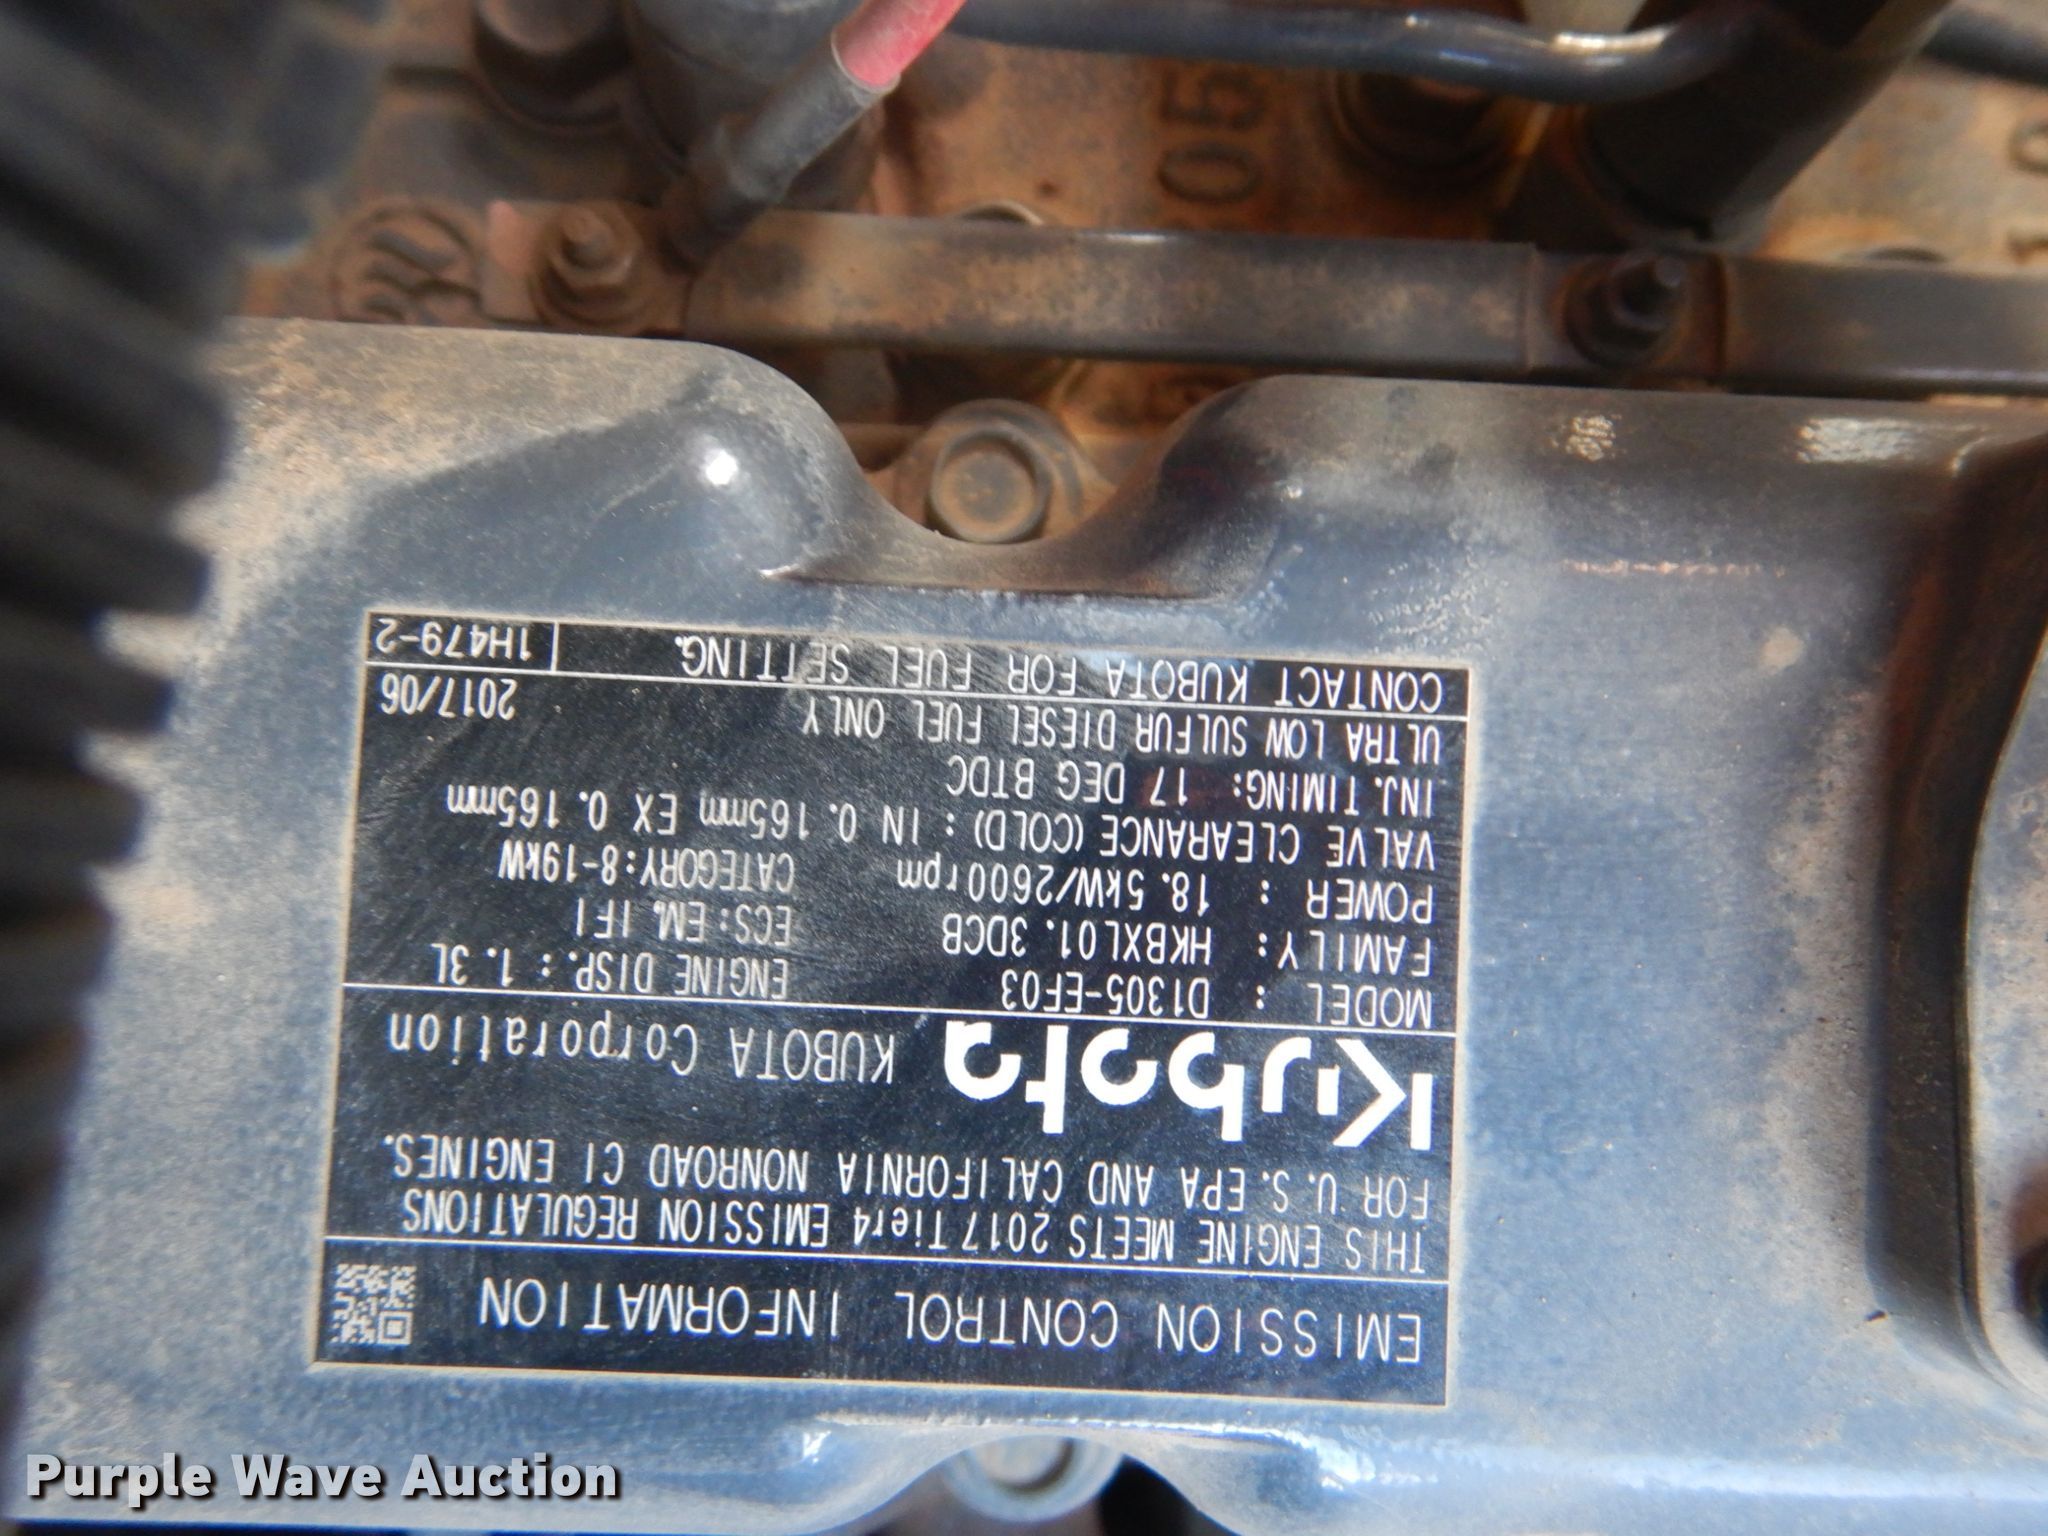 EMISSION CONTROL INFORMATION
THIS ENGINE MEETS 2017 Tier4 EMISSION REGULATIONS
FOR U.S. EPA AND CALIFORNIA NONROAD CI ENGINES.
Kubota KUBOTA Corporation
MODEL : D1305-EF03 ENGINE DISP.: 1.3L
FAMILY: HKBXL01.3DCB ECS: EM, IFI
POWER : 18.5kW/2600rpm CATEGORY:8-19kW
VALVE CLEARANCE (COLD): IN 0.165mm EX 0.165mm
INJ.TIMING: 17 DEG BTDC
ULTRA LOW SULFUR DIESEL FUEL ONLY 2017/06
CONTACT KUBOTA FOR FUEL SETTING. 1H479-2
Purple Wave Auction